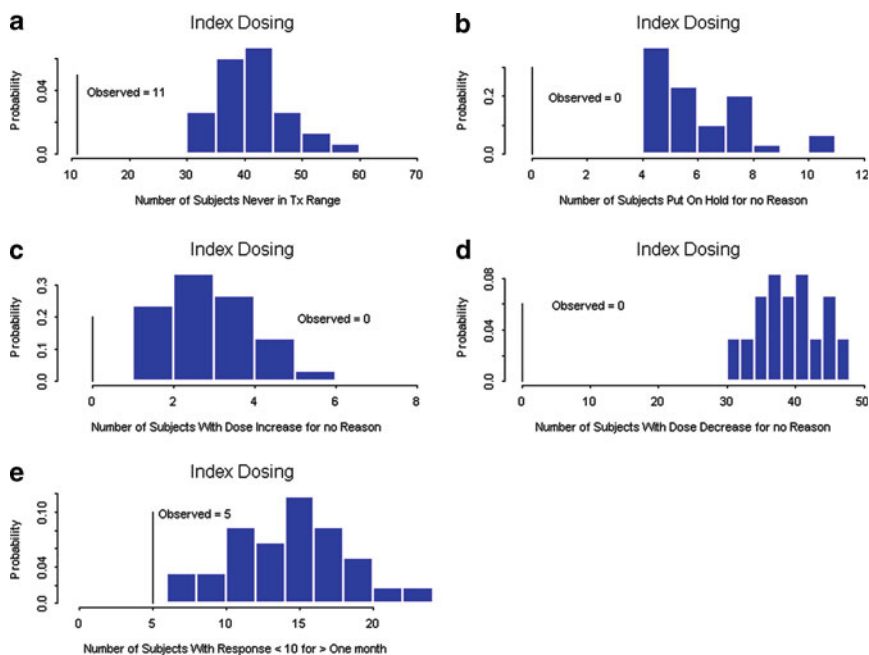 a
Index Dosing
Probability
0.0 0.04
Observed = 11
10 20 30 40 50 60 70
Number of Subjects Never in Tx Range
b
Index Dosing
Probability
0.0 0.2
Observed = 0
0 2 4 6 8 10 12
Number of Subjects Put On Hold for no Reason
c
Index Dosing
Probability
0.0 0.1 0.2 0.3
Observed = 0
0 2 4 6 8
Number of Subjects With Dose Increase for no Reason
d
Index Dosing
Probability
0.0 0.04 0.08
Observed = 0
0 10 20 30 40 50
Number of Subjects With Dose Decrease for no Reason
e
Index Dosing
Probability
0.0 0.04 0.10
Observed = 5
0 5 10 15 20
Number of Subjects With Response < 10 for > One month